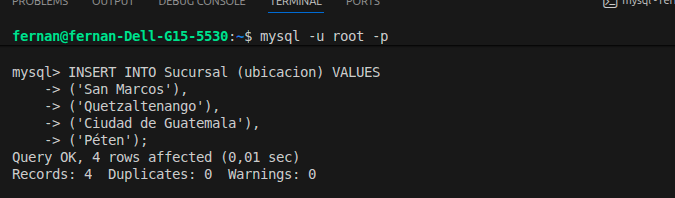 PROBLEMS OUTPUT DEBUG CONSOLE TERMINAL PORTS
fernan@fernan-Dell-G15-5530:~$ mysql -u root -p
mysql> INSERT INTO Sucursal (ubicacion) VALUES
-> ('San Marcos'),
-> ('Quetzaltenango'),
-> ('Ciudad de Guatemala'),
-> ('Péten');
Query OK, 4 rows affected (0,01 sec)
Records: 4 Duplicates: 0 Warnings: 0